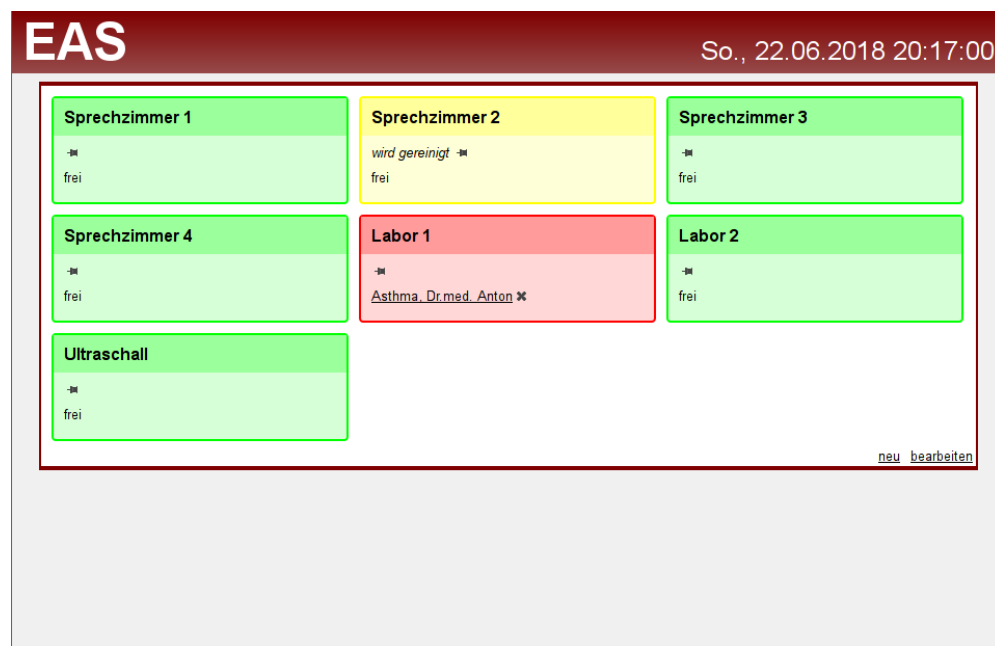 EAS
So., 22.06.2018 20:17:00
Sprechzimmer 1
frei
Sprechzimmer 2
wird gereinigt
frei
Sprechzimmer 3
frei
Sprechzimmer 4
frei
Labor 1
Asthma, Dr.med. Anton
Labor 2
frei
Ultraschall
frei
neu bearbeiten